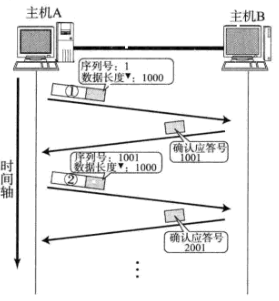 主机A
主机B
序列号：1
数据长度▼：1000
①
确认应答号
1001
序列号：1001
数据长度▼：1000
②
确认应答号
2001
时间轴